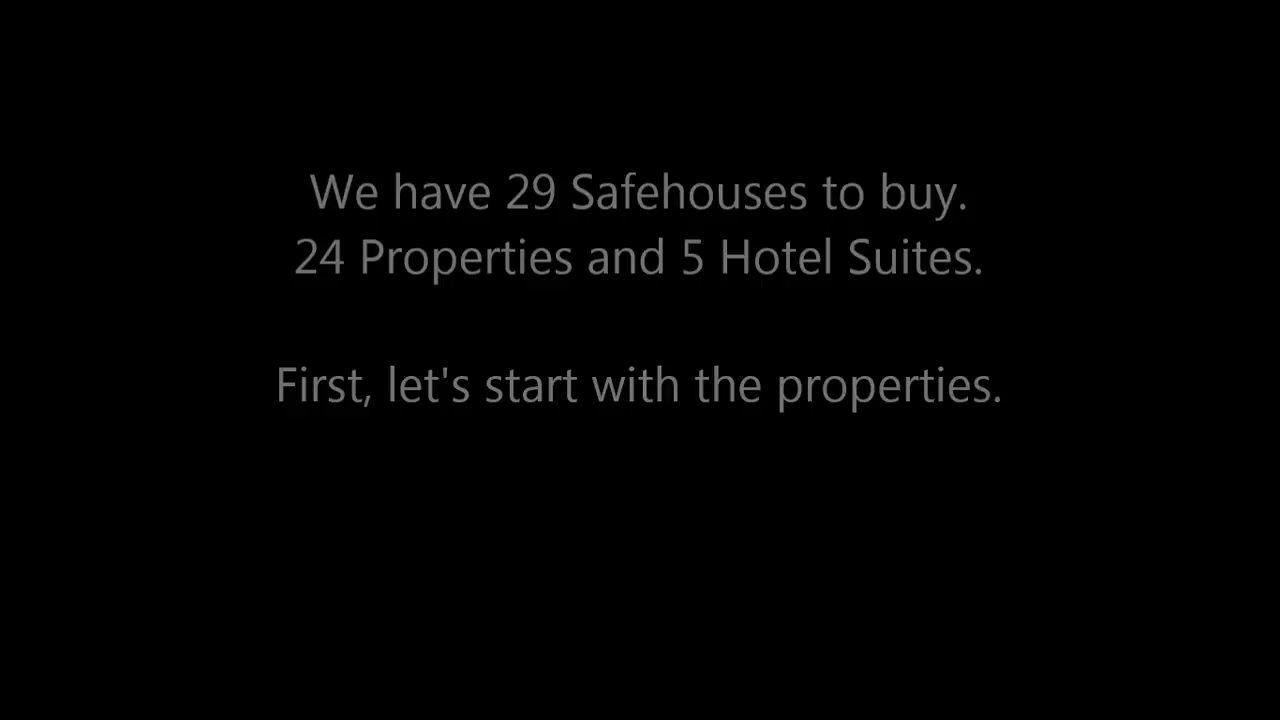 We have 29 Safehouses to buy.
24 Properties and 5 Hotel Suites.
First, let's start with the properties.